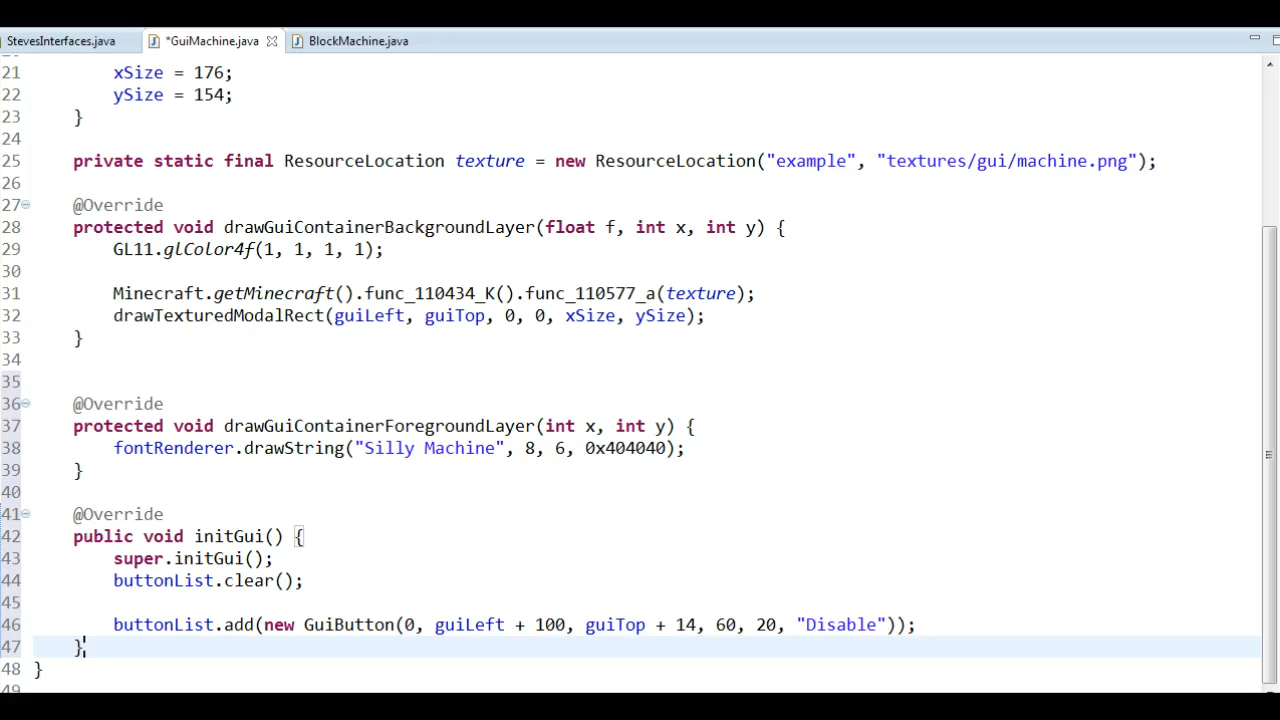 StevesInterfaces.java *GuiMachine.java BlockMachine.java
21 xSize = 176;
22 ySize = 154;
23 }
24
25 private static final ResourceLocation texture = new ResourceLocation("example", "textures/gui/machine.png");
26
27 @Override
28 protected void drawGuiContainerBackgroundLayer(float f, int x, int y) {
29 GL11.glColor4f(1, 1, 1, 1);
30
31 Minecraft.getMinecraft().func_110434_K().func_110577_a(texture);
32 drawTexturedModalRect(guiLeft, guiTop, 0, 0, xSize, ySize);
33 }
34
35
36 @Override
37 protected void drawGuiContainerForegroundLayer(int x, int y) {
38 fontRenderer.drawString("Silly Machine", 8, 6, 0x404040);
39 }
40
41 @Override
42 public void initGui() {
43 super.initGui();
44 buttonList.clear();
45
46 buttonList.add(new GuiButton(0, guiLeft + 100, guiTop + 14, 60, 20, "Disable"));
47 }
48 }
49